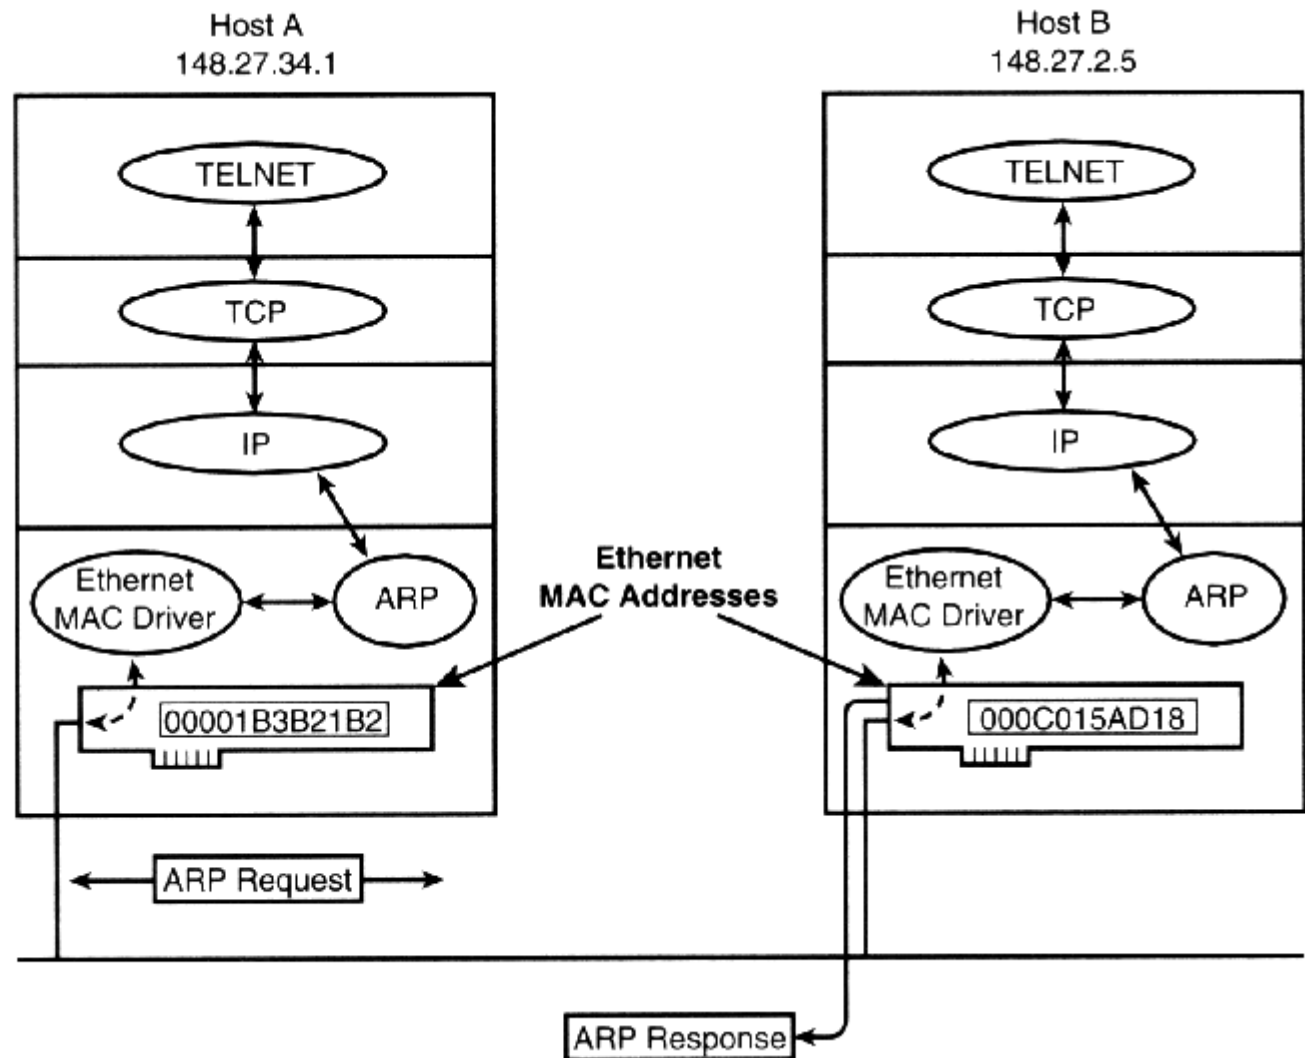 Host A
148.27.34.1
TELNET
TCP
IP
Ethernet
MAC Driver
ARP
00001B3B21B2
ARP Request
Ethernet
MAC Addresses
Host B
148.27.2.5
TELNET
TCP
IP
Ethernet
MAC Driver
ARP
000C015AD18
ARP Response